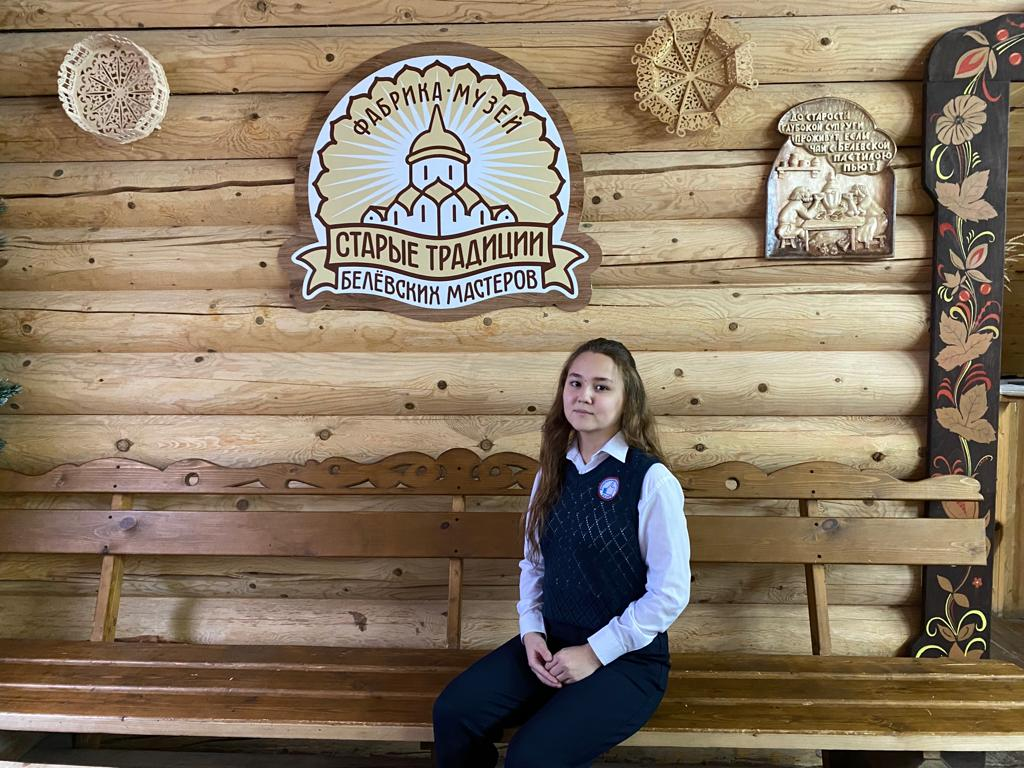 ФАБРИКА·МУЗЕЙ
СТАРЫЕ ТРАДИЦИИ
БЕЛЁВСКИХ МАСТЕРОВ
ДО СТАРОСТИ
ГЛУБОКОЙ СУПРУГИ
ПРОЖИВУТ, ЕСЛИ
ЧАЙ С БЕЛЕВСКОЙ
ПАСТИЛОЮ
ПЬЮТ